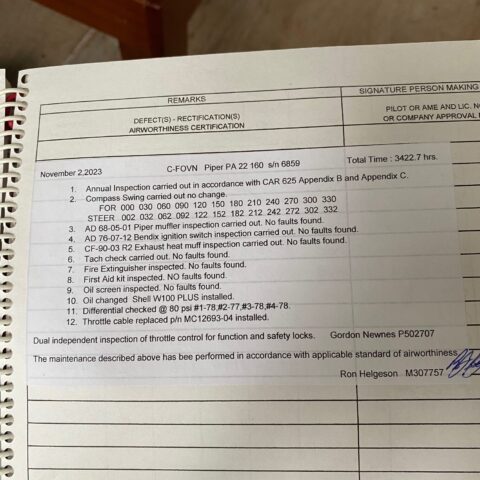 REMARKS
SIGNATURE PERSON MAKING
DEFECT(S) - RECTIFICATION(S)
AIRWORTHINESS CERTIFICATION
PILOT OR AME AND LIC. N
OR COMPANY APPROVAL
November 2,2023 C-FOVN Piper PA 22 160 s/n 6859 Total Time : 3422.7 hrs.
1. Annual Inspection carried out in accordance with CAR 625 Appendix B and Appendix C.
2. Compass Swing carried out no change.
FOR 000 030 060 090 120 150 180 210 240 270 300 330
STEER 002 032 062 092 122 152 182 212 242 272 302 332
3. AD 68-05-01 Piper muffler inspection carried out. No faults found.
4. AD 76-07-12 Bendix ignition switch inspection carried out. No faults found.
5. CF-90-03 R2 Exhaust heat muff inspection carried out. No faults found.
6. Tach check carried out. No faults found.
7. Fire Extinguisher inspected. No faults found.
8. First Aid kit inspected. NO faults found.
9. Oil screen inspected. No faults found.
10. Oil changed Shell W100 PLUS installed.
11. Differential checked @ 80 psi #1-78,#2-77,#3-78,#4-78.
12. Throttle cable replaced p/n MC12693-04 installed.
Dual independent inspection of throttle control for function and safety locks. Gordon Newnes P502707
The maintenance described above has bee performed in accordance with applicable standard of airworthiness
Ron Helgeson M307757